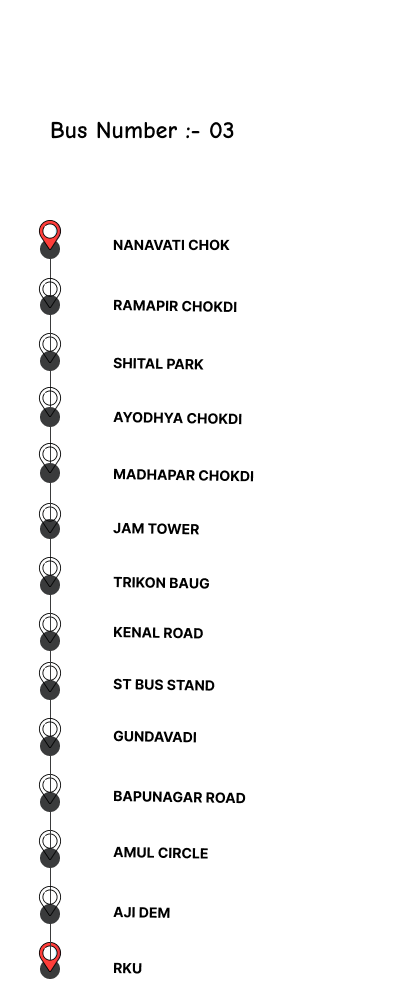 Bus Number :- 03
NANAVATI CHOK
RAMAPIR CHOKDI
SHITAL PARK
AYODHYA CHOKDI
MADHAPAR CHOKDI
JAM TOWER
TRIKON BAUG
KENAL ROAD
ST BUS STAND
GUNDAVADI
BAPUNAGAR ROAD
AMUL CIRCLE
AJI DEM
RKU